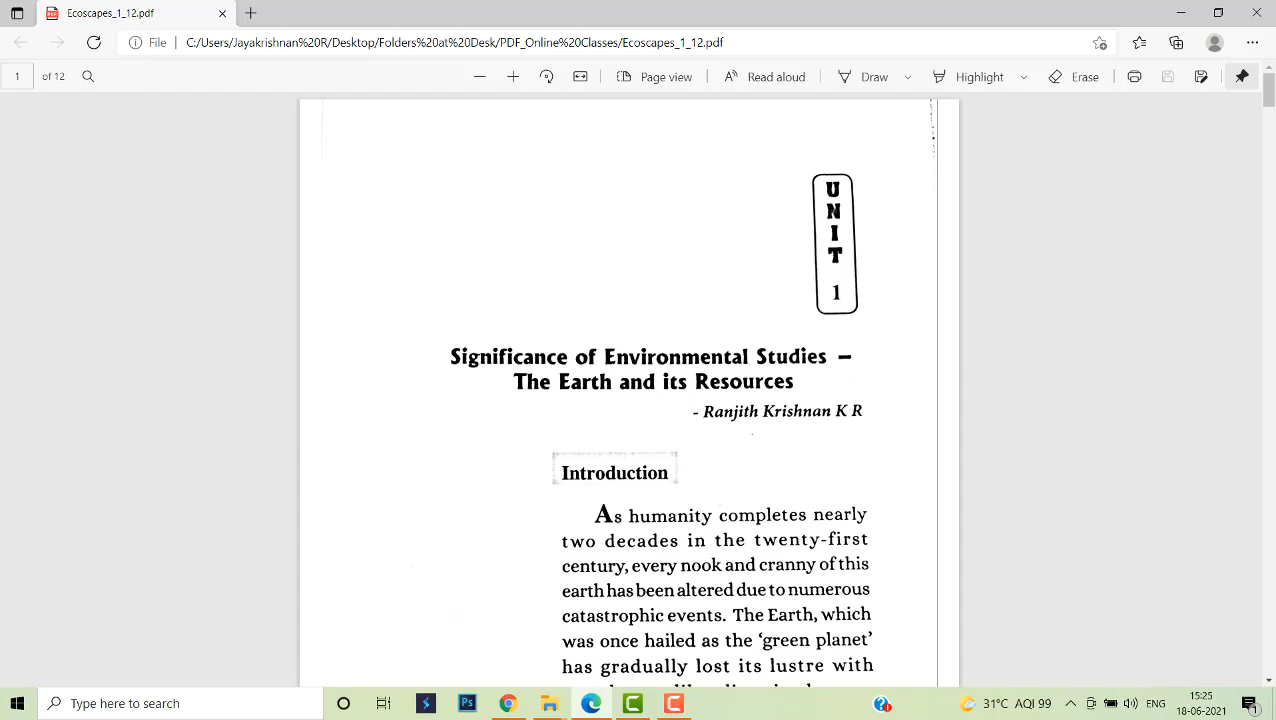 Ecoscapes_1_12.pdf
File C:/Users/Jayakrishnan%20R/Desktop/Folders%20at%20Desk/PDF_Online%20Classes/Ecoscapes_1_12.pdf
1 of 12 Page view Read aloud Draw Highlight Erase
UNIT
1
Significance of Environmental Studies –
The Earth and its Resources
- Ranjith Krishnan K R
Introduction
As humanity completes nearly
two decades in the twenty-first
century, every nook and cranny of this
earth has been altered due to numerous
catastrophic events. The Earth, which
was once hailed as the ‘green planet’
has gradually lost its lustre with
Type here to search
Ps
31°C AQI 99
ENG
15:25
18-06-2021